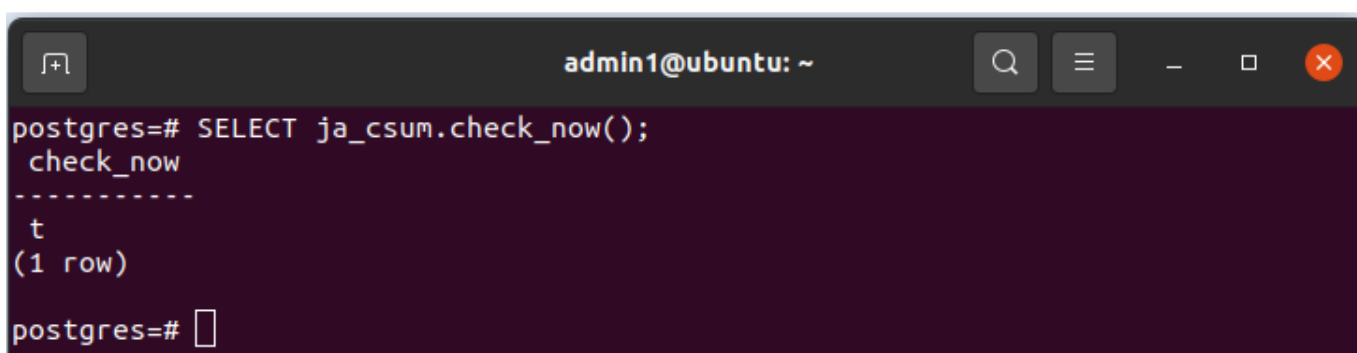 admin1@ubuntu: ~
postgres=# SELECT ja_csum.check_now();
 check_now
-----------
 t
(1 row)
postgres=#